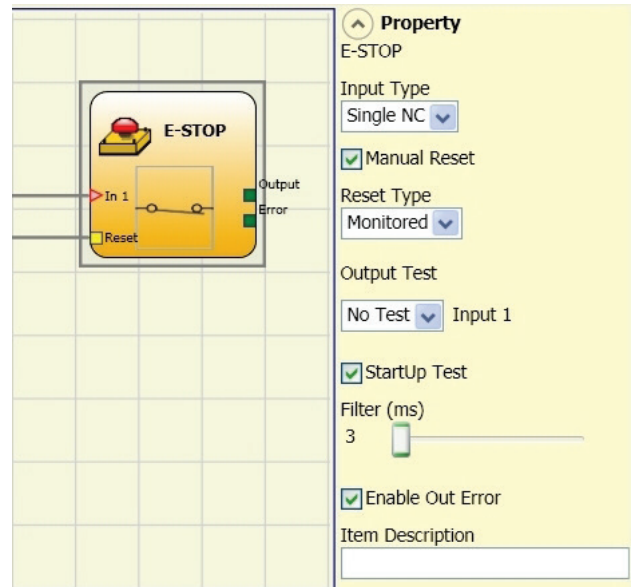 E-STOP
In 1
Reset
Output
Error
Property
E-STOP
Input Type
Single NC
Manual Reset
Reset Type
Monitored
Output Test
No Test Input 1
StartUp Test
Filter (ms)
3
Enable Out Error
Item Description